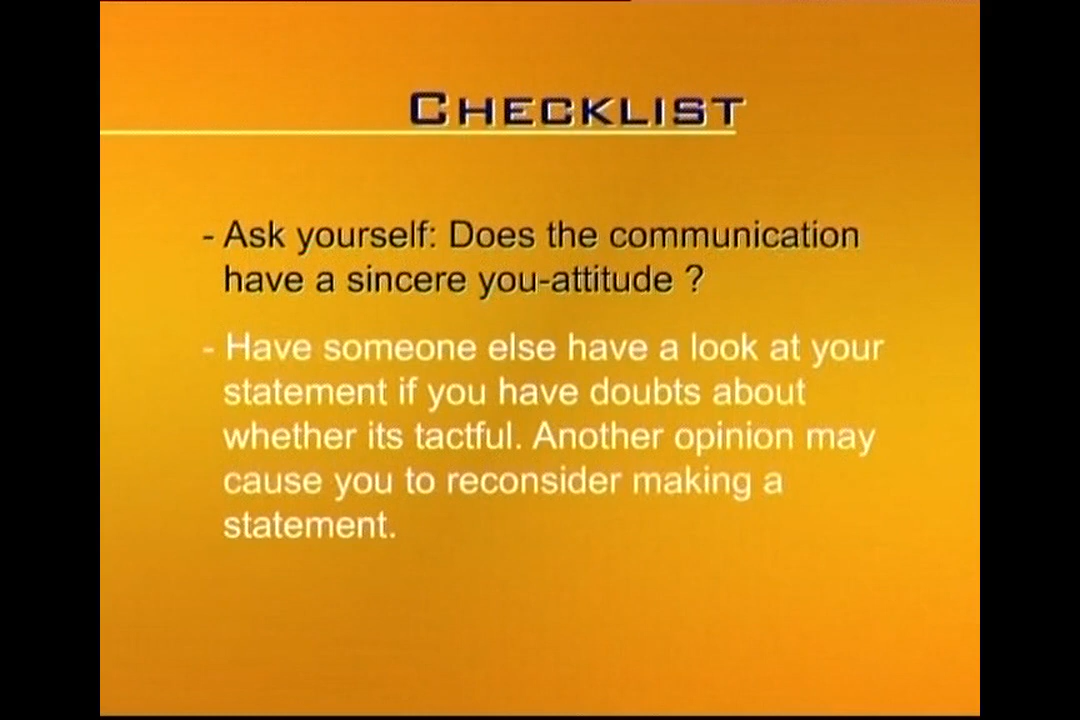 CHECKLIST
- Ask yourself: Does the communication
have a sincere you-attitude ?
- Have someone else have a look at your
statement if you have doubts about
whether its tactful. Another opinion may
cause you to reconsider making a
statement.